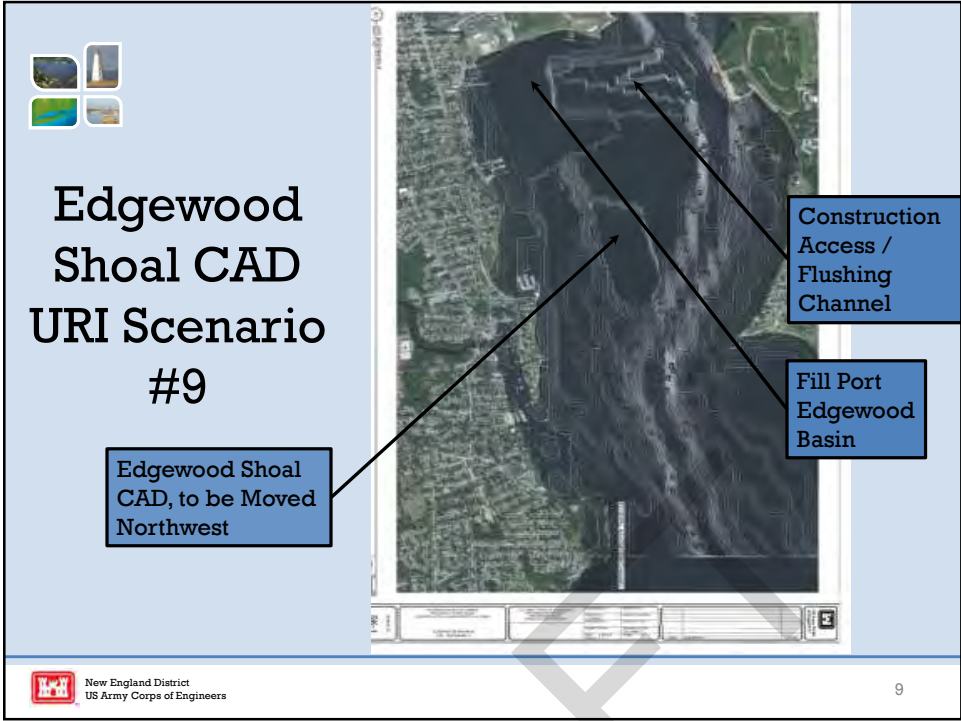 Edgewood
Shoal CAD
URI Scenario
#9
Construction
Access /
Flushing
Channel
Fill Port
Edgewood
Basin
Edgewood Shoal
CAD, to be Moved
Northwest
New England District
US Army Corps of Engineers
9